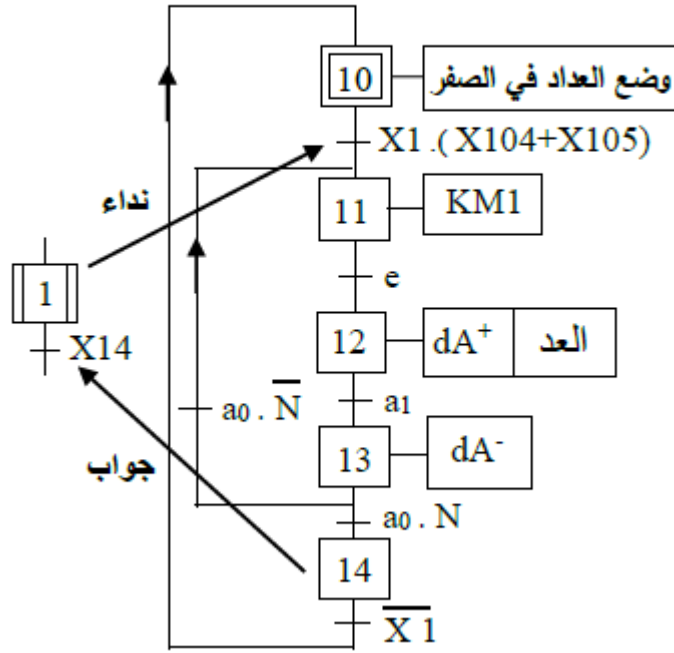 10 وضع العداد في الصفر
X1 .( X104+X105)
نداء
11 KM1
1
e
X14
12 dA⁺ العد
a₀ . N̅
a₁
جواب
13 dA⁻
a₀ . N
14
X̅ 1̅